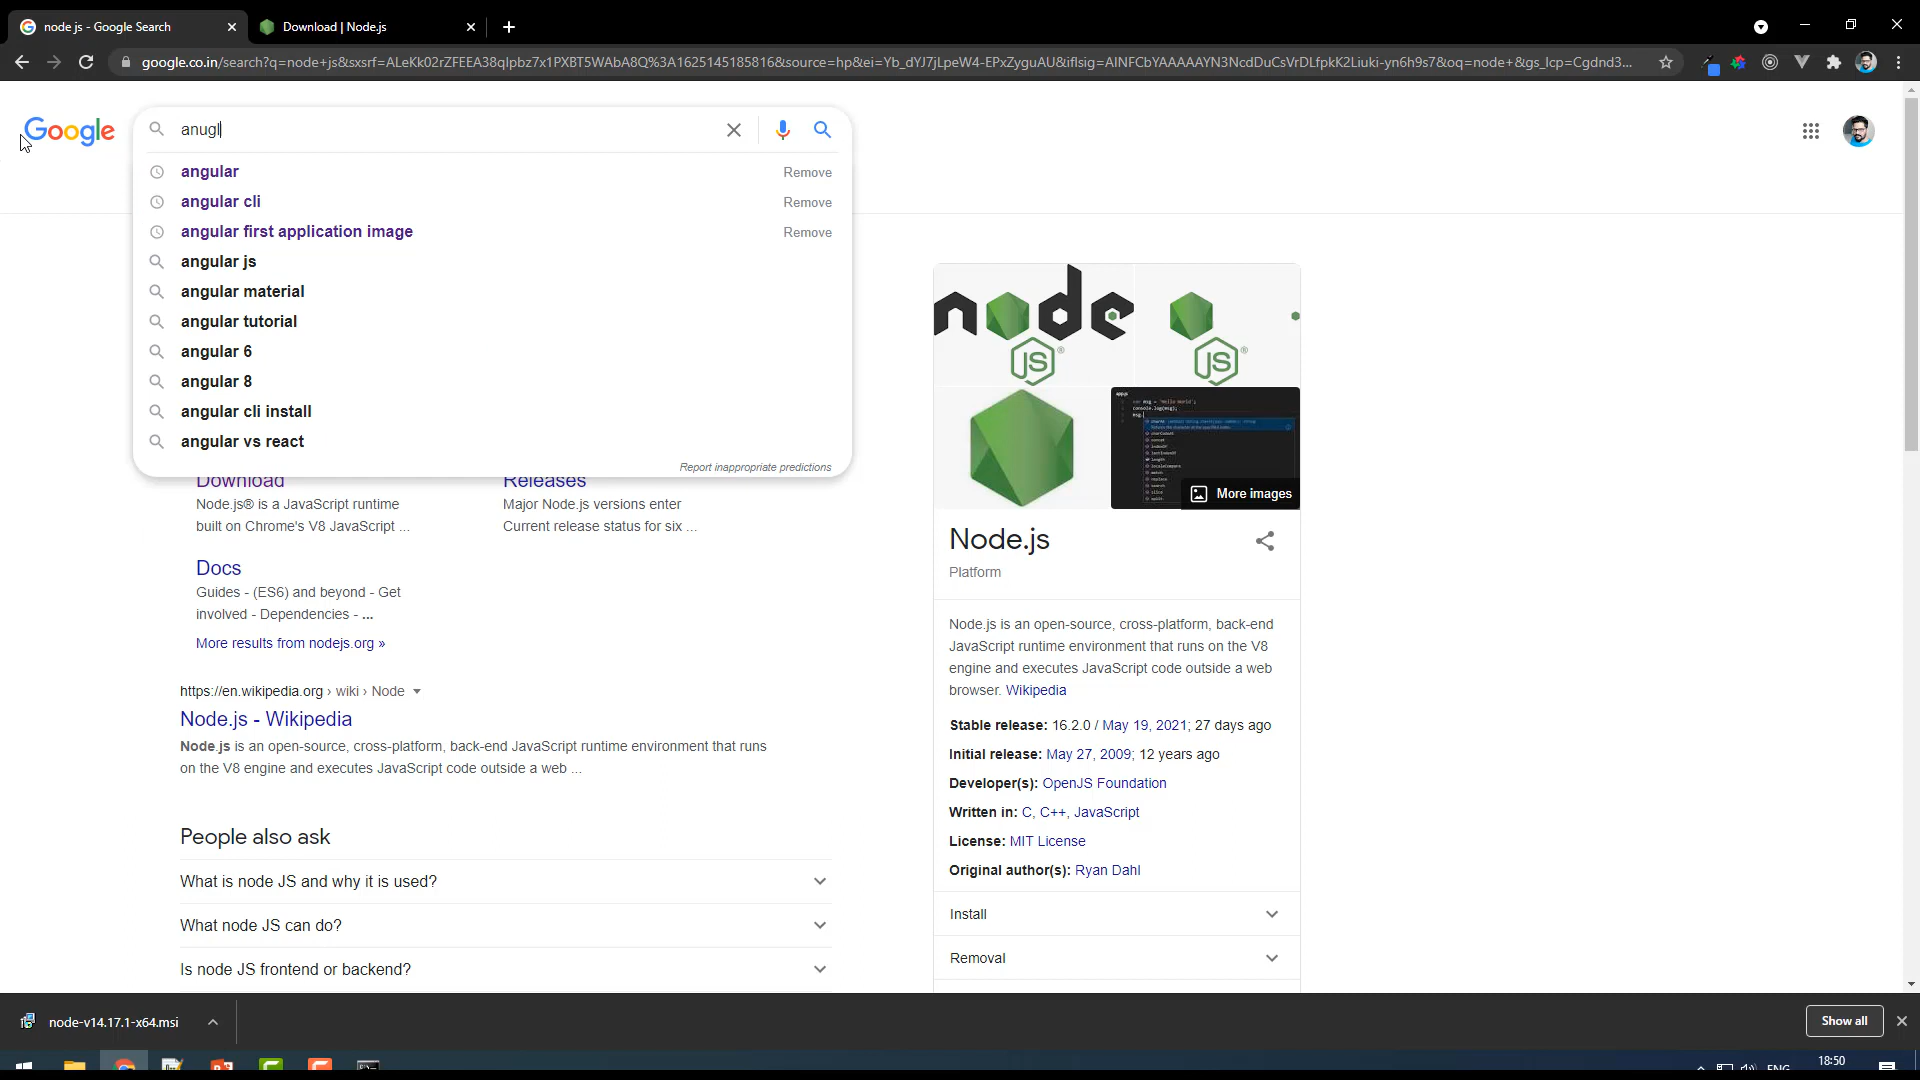 node js - Google Search
Download | Node.js
google.co.in/search?q=node+js&sxsrf=ALeKk02rZFEEA38qIpbz7x1PXBT5WAbA8Q%3A1625145185816&source=hp&ei=Yb_dYJ7jLpeW4-EPxZyguAU&iflsig=AINFCbYAAAAAYN3NcdDuCsVrDLfpkK2Liuki-yn6h9s7&oq=node+&gs_lcp=Cgdnd3...
Google
anugl
angular
Remove
angular cli
Remove
angular first application image
Remove
angular js
angular material
angular tutorial
angular 6
angular 8
angular cli install
angular vs react
Report inappropriate predictions
Download
Node.js® is a JavaScript runtime
built on Chrome's V8 JavaScript ...
Releases
Major Node.js versions enter
Current release status for six ...
Docs
Guides - (ES6) and beyond - Get
involved - Dependencies - ...
More results from nodejs.org »
https://en.wikipedia.org › wiki › Node
Node.js - Wikipedia
Node.js is an open-source, cross-platform, back-end JavaScript runtime environment that runs
on the V8 engine and executes JavaScript code outside a web ...
People also ask
What is node JS and why it is used?
What node JS can do?
Is node JS frontend or backend?
node
JS
JS
More images
Node.js
Platform
Node.js is an open-source, cross-platform, back-end
JavaScript runtime environment that runs on the V8
engine and executes JavaScript code outside a web
browser. Wikipedia
Stable release: 16.2.0 / May 19, 2021; 27 days ago
Initial release: May 27, 2009; 12 years ago
Developer(s): OpenJS Foundation
Written in: C, C++, JavaScript
License: MIT License
Original author(s): Ryan Dahl
Install
Removal
node-v14.17.1-x64.msi
Show all
ENG
18:50